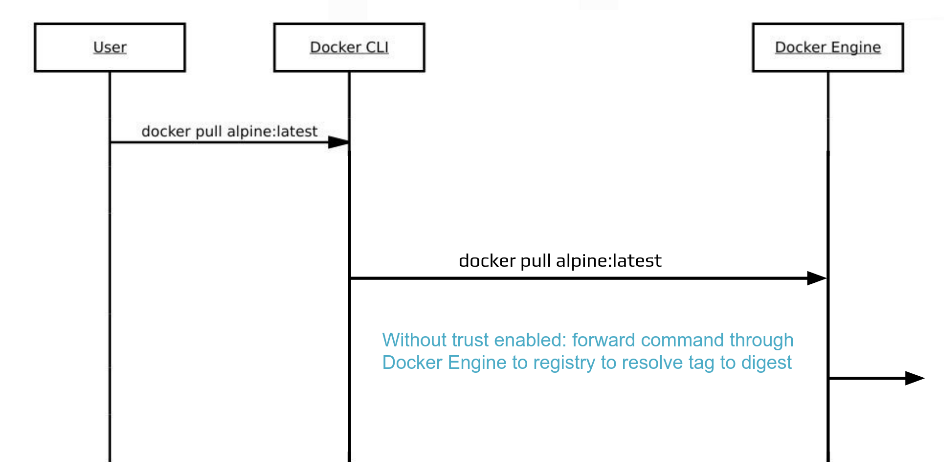 User
Docker CLI
Docker Engine
docker pull alpine:latest
docker pull alpine:latest
Without trust enabled: forward command through
Docker Engine to registry to resolve tag to digest